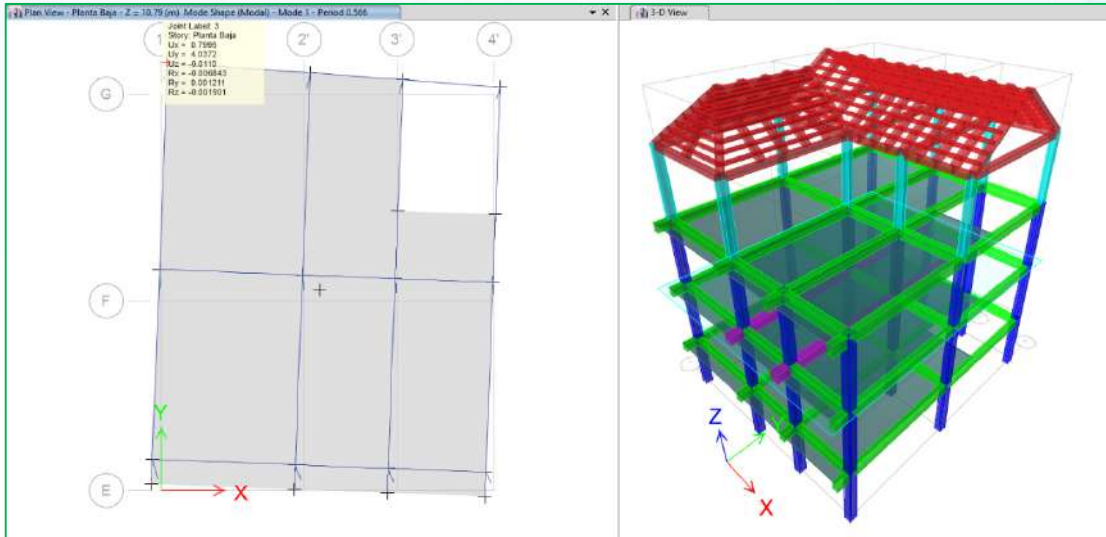 Plan View - Planta Baja - Z = 10.79 (m) Mode Shape (Modal) - Mode 1 - Period 0.566
3-D View
Joint Label: 3
Story: Planta Baja
Ux = 0.7996
Uy = 4.0372
Uz = -0.0110
Rx = -0.006843
Ry = 0.001211
Rz = -0.001901
1'
2'
3'
4'
G
F
E
Y
X
Z
X